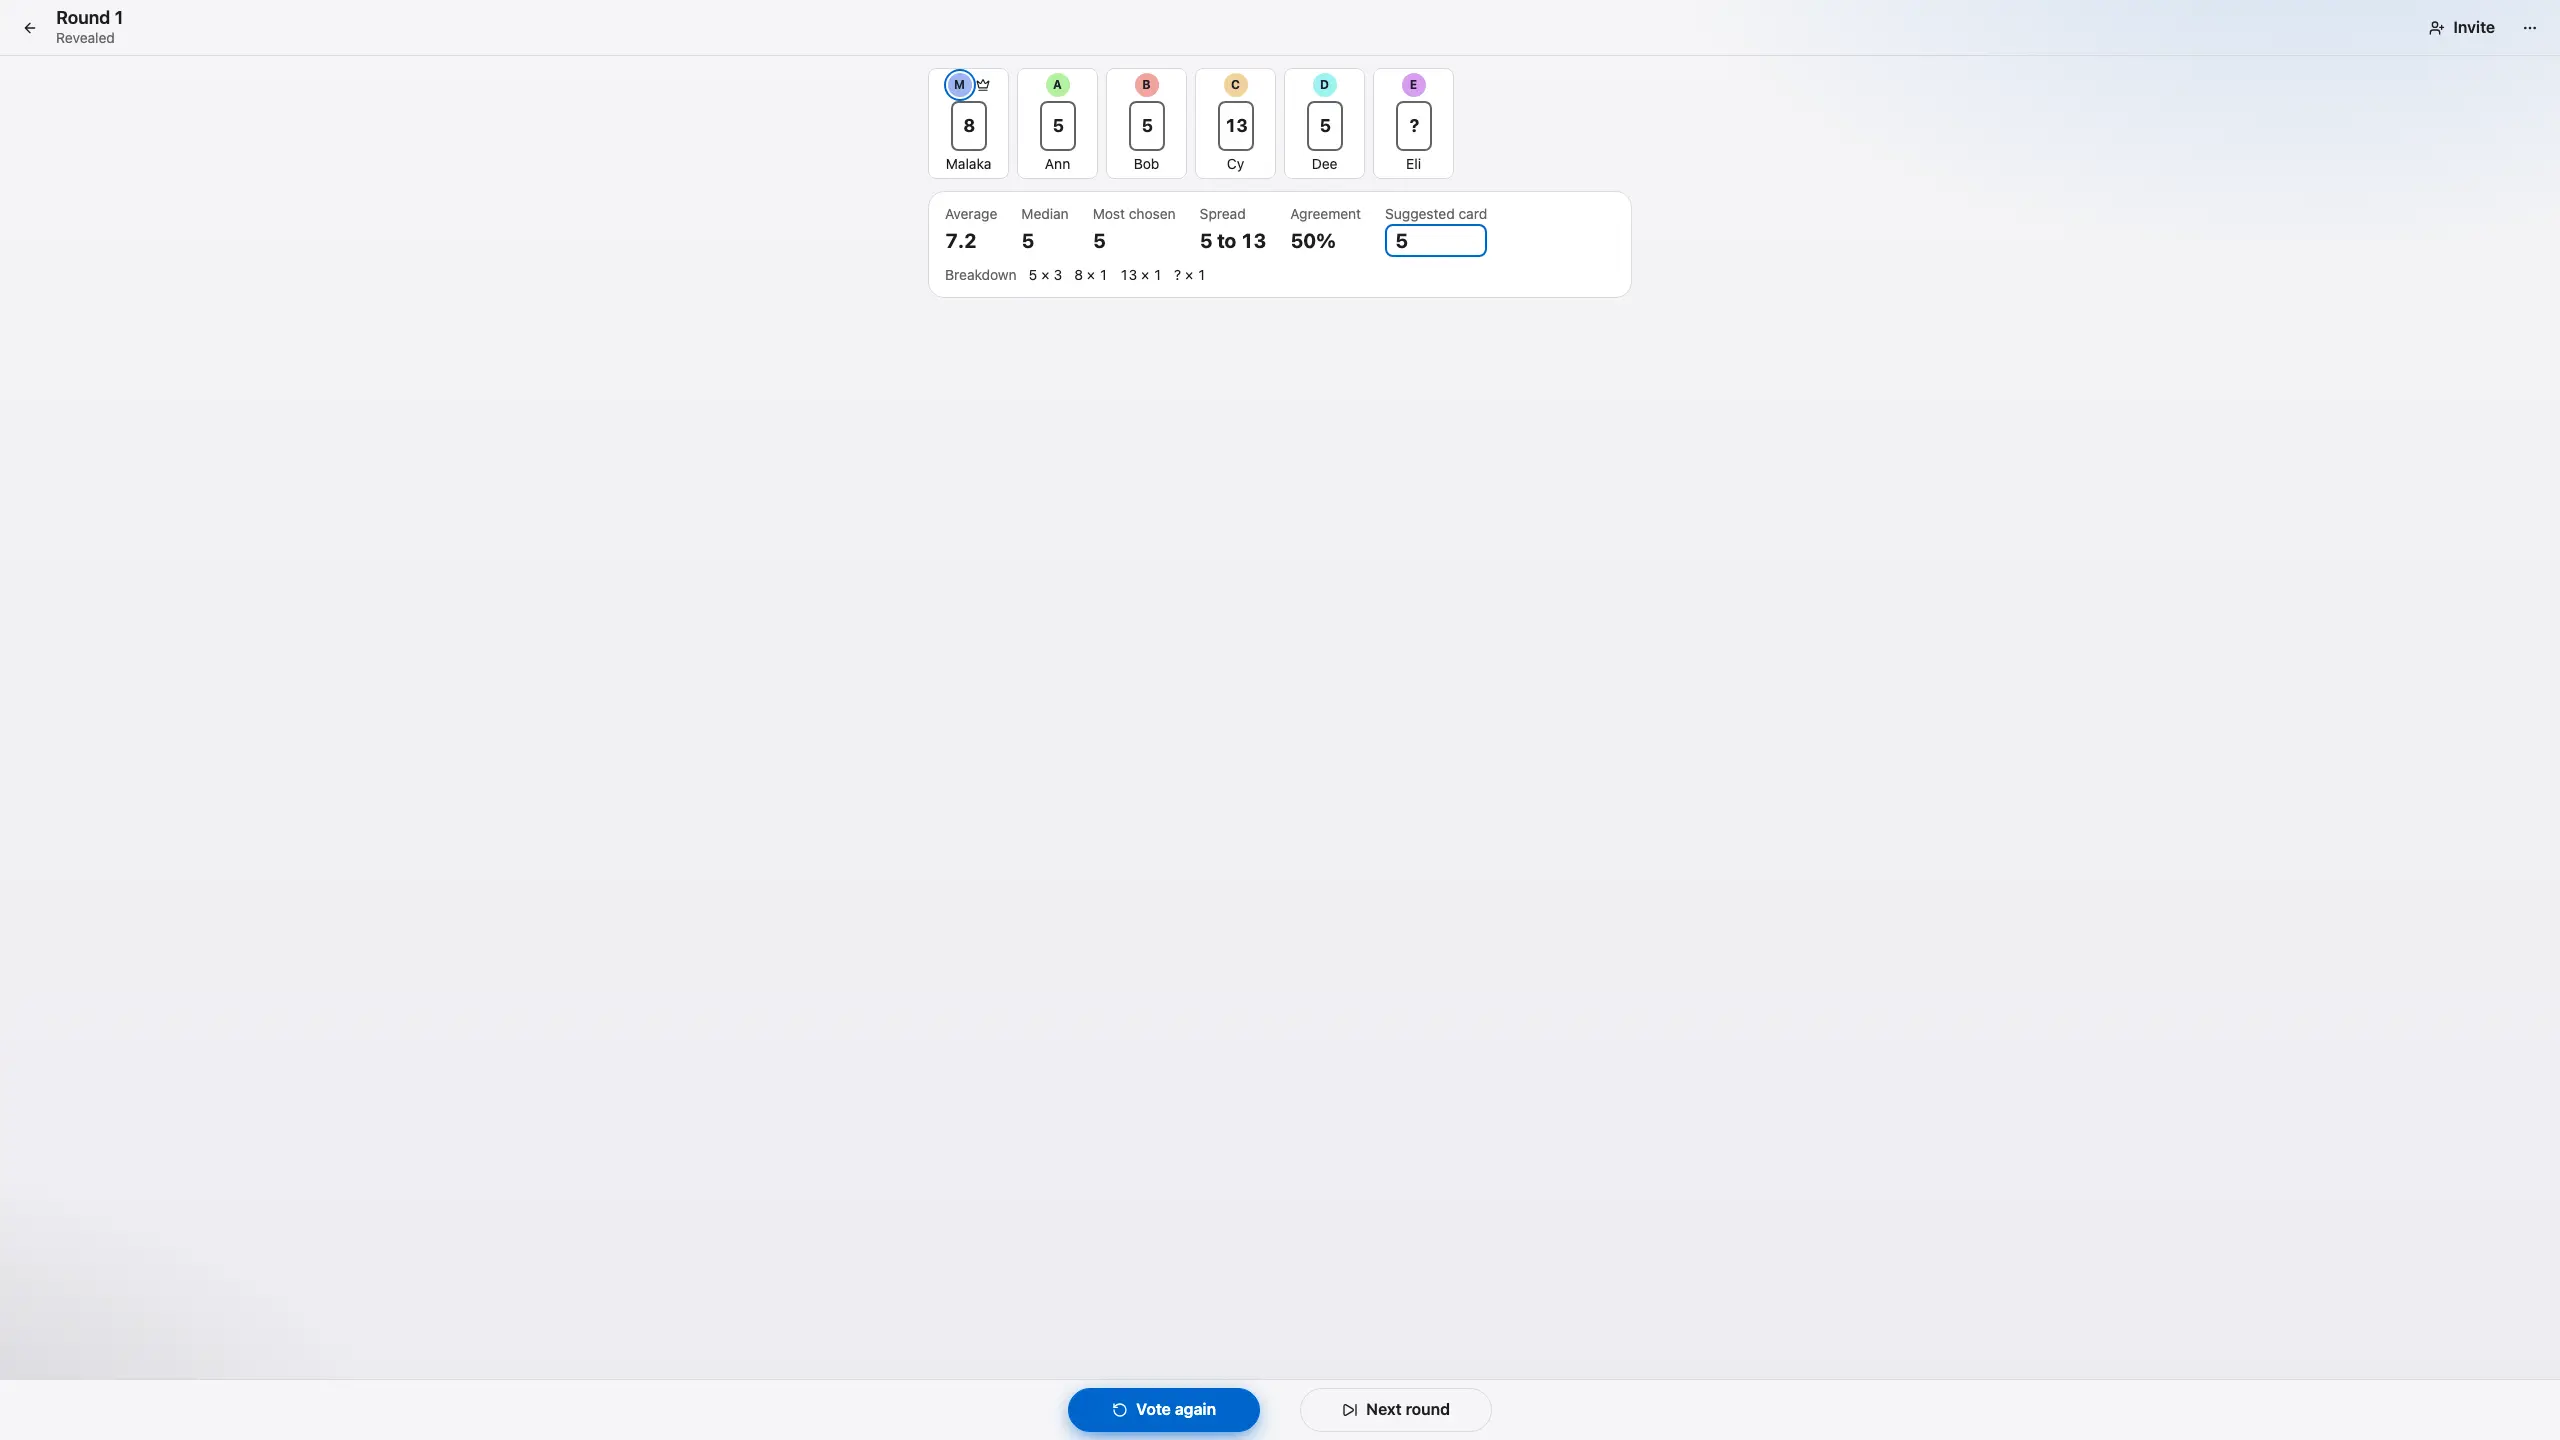 Round 1
Revealed
Invite
M A B C D E
8 5 5 13 5 ?
Malaka Ann Bob Cy Dee Eli
Average Median Most chosen Spread Agreement Suggested card
7.2 5 5 5 to 13 50% 5
Breakdown 5 × 3 8 × 1 13 × 1 ? × 1
Vote again Next round